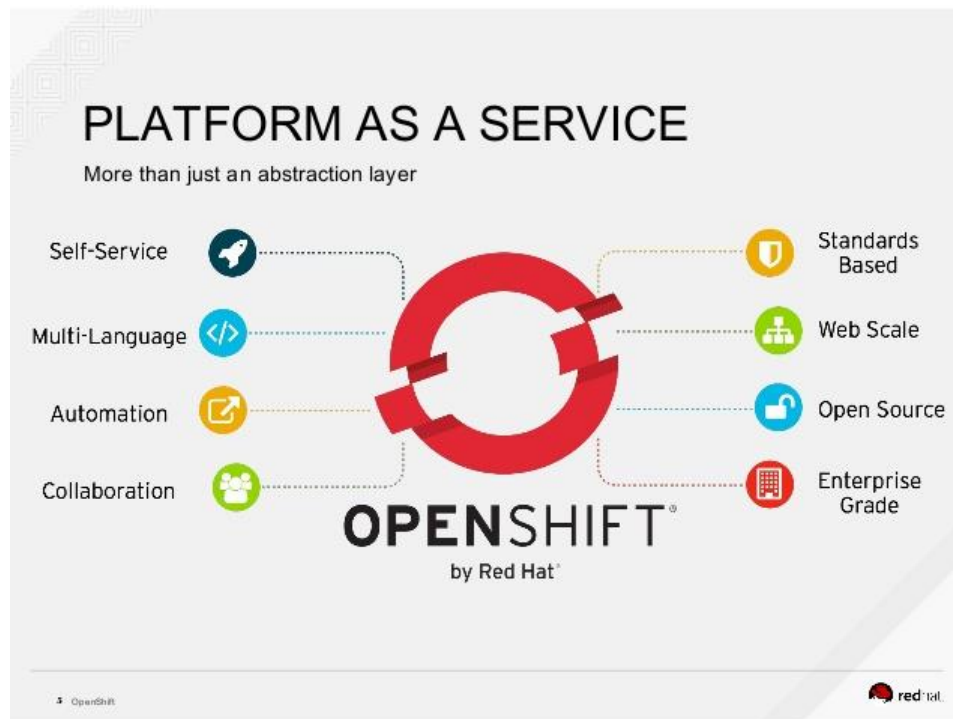 PLATFORM AS A SERVICE
More than just an abstraction layer
Self-Service
Multi-Language
Automation
Collaboration
Standards
Based
Web Scale
Open Source
Enterprise
Grade
OPENSHIFT®
by Red Hat®
5 OpenShift
redhat.